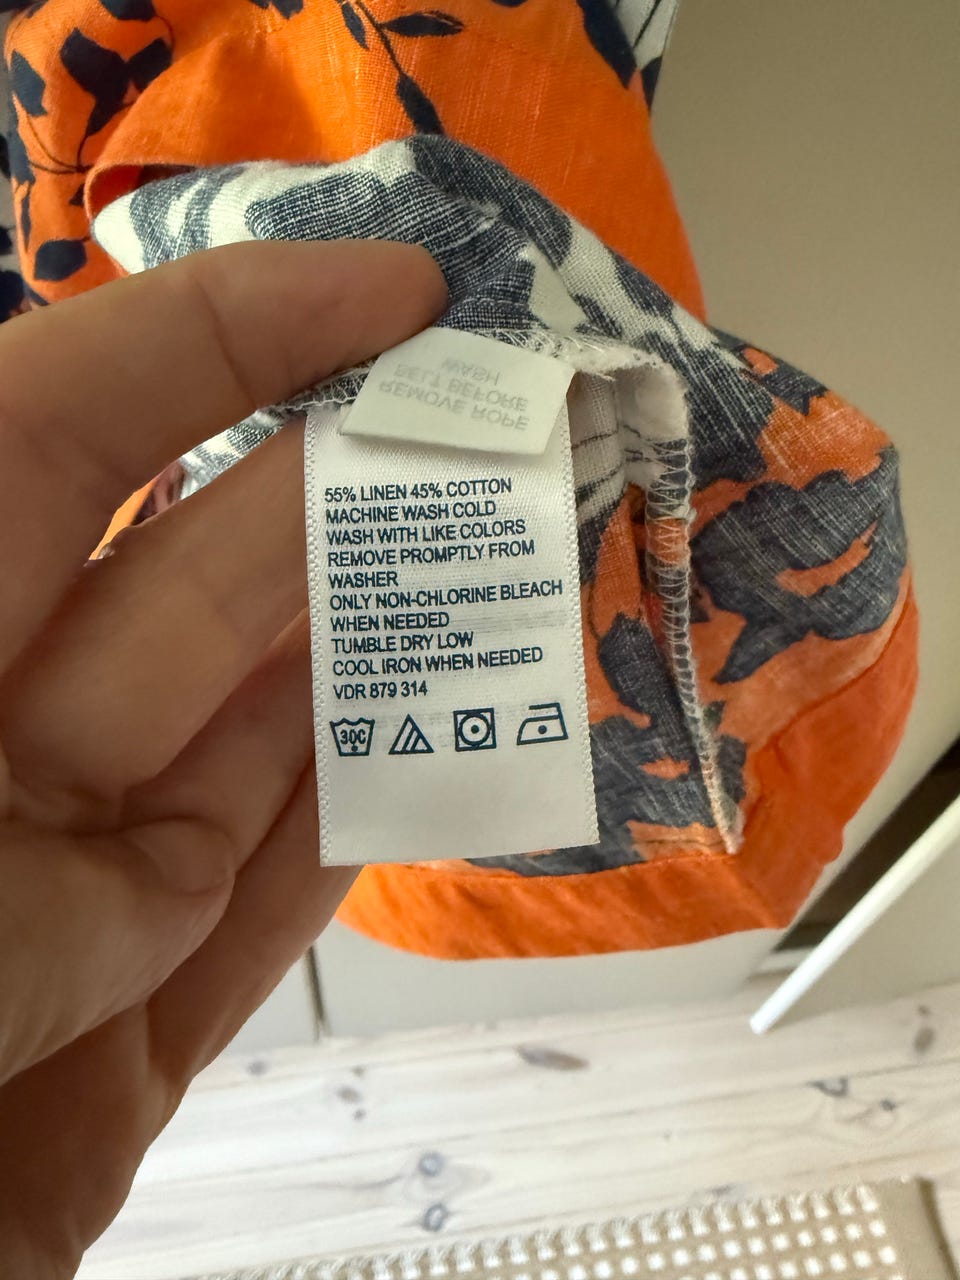 REMOVE ROPE
BELT BEFORE
WASH
55% LINEN 45% COTTON
MACHINE WASH COLD
WASH WITH LIKE COLORS
REMOVE PROMPTLY FROM
WASHER
ONLY NON-CHLORINE BLEACH
WHEN NEEDED
TUMBLE DRY LOW
COOL IRON WHEN NEEDED
VDR 879 314
30C